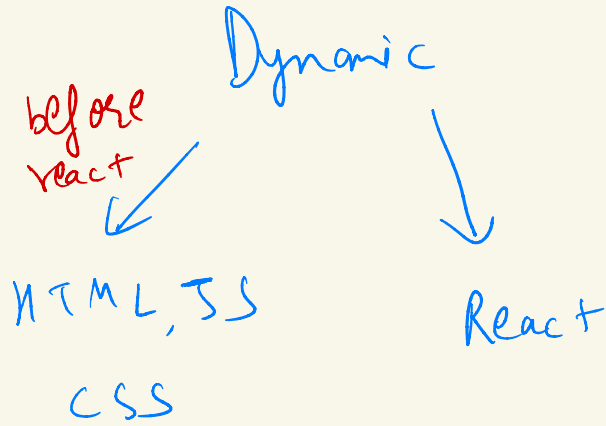 Dynamic
before
react
HTML, JS
CSS
React